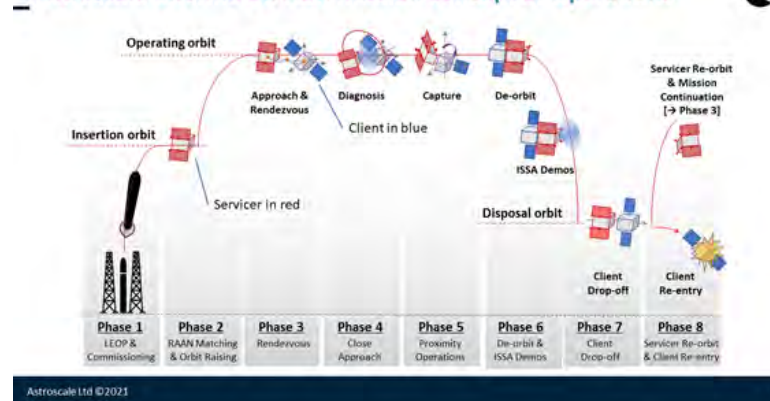 Operating orbit
Approach &
Rendezvous
Diagnosis
Capture
De-orbit
Servicer Re-orbit
& Mission
Continuation
[→ Phase 3]
Client in blue
Insertion orbit
ISSA Demos
Servicer in red
Disposal orbit
Client
Drop-off
Client
Re-entry
Phase 1
LEOP &
Commissioning
Phase 2
RAAN Matching
& Orbit Raising
Phase 3
Rendezvous
Phase 4
Close
Approach
Phase 5
Proximity
Operations
Phase 6
De-orbit &
ISSA Demos
Phase 7
Client
Drop-off
Phase 8
Servicer Re-orbit
& Client Re-entry
Astroscale Ltd ©2021